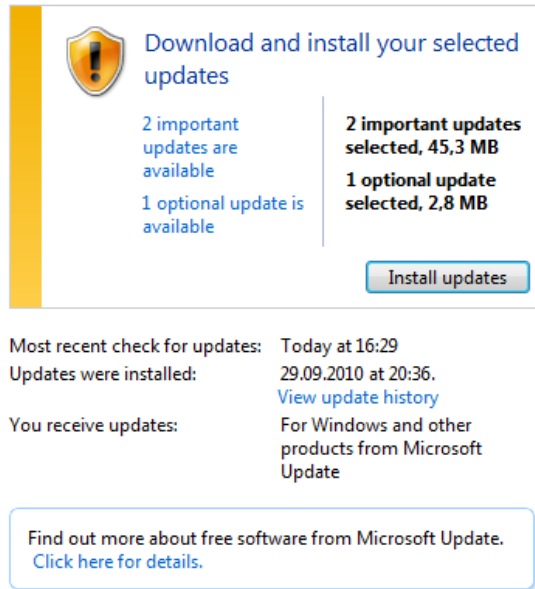 Download and install your selected
updates
2 important
updates are
available
1 optional update is
available
2 important updates
selected, 45,3 MB
1 optional update
selected, 2,8 MB
Install updates
Most recent check for updates: Today at 16:29
Updates were installed: 29.09.2010 at 20:36.
View update history
You receive updates: For Windows and other
products from Microsoft
Update
Find out more about free software from Microsoft Update.
Click here for details.